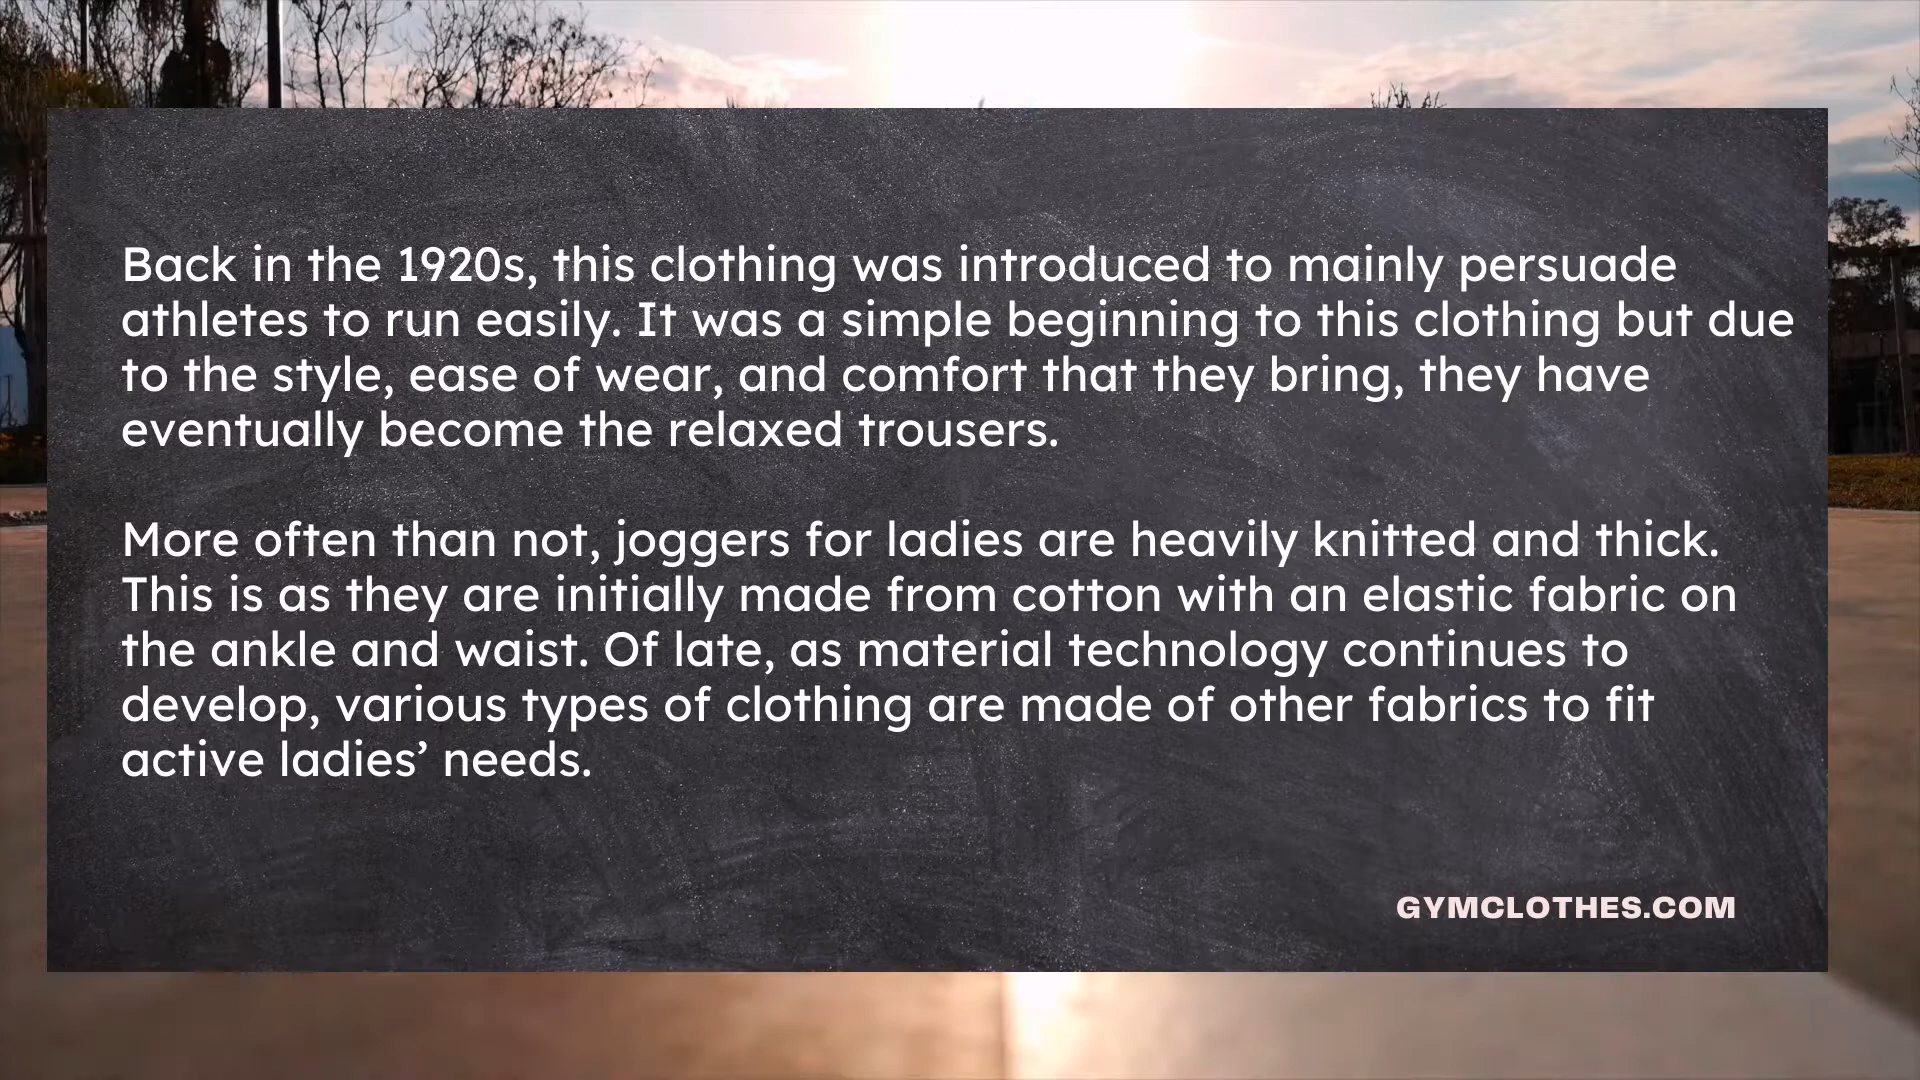 Back in the 1920s, this clothing was introduced to mainly persuade
athletes to run easily. It was a simple beginning to this clothing but due
to the style, ease of wear, and comfort that they bring, they have
eventually become the relaxed trousers.
More often than not, joggers for ladies are heavily knitted and thick.
This is as they are initially made from cotton with an elastic fabric on
the ankle and waist. Of late, as material technology continues to
develop, various types of clothing are made of other fabrics to fit
active ladies’ needs.
GYMCLOTHES.COM